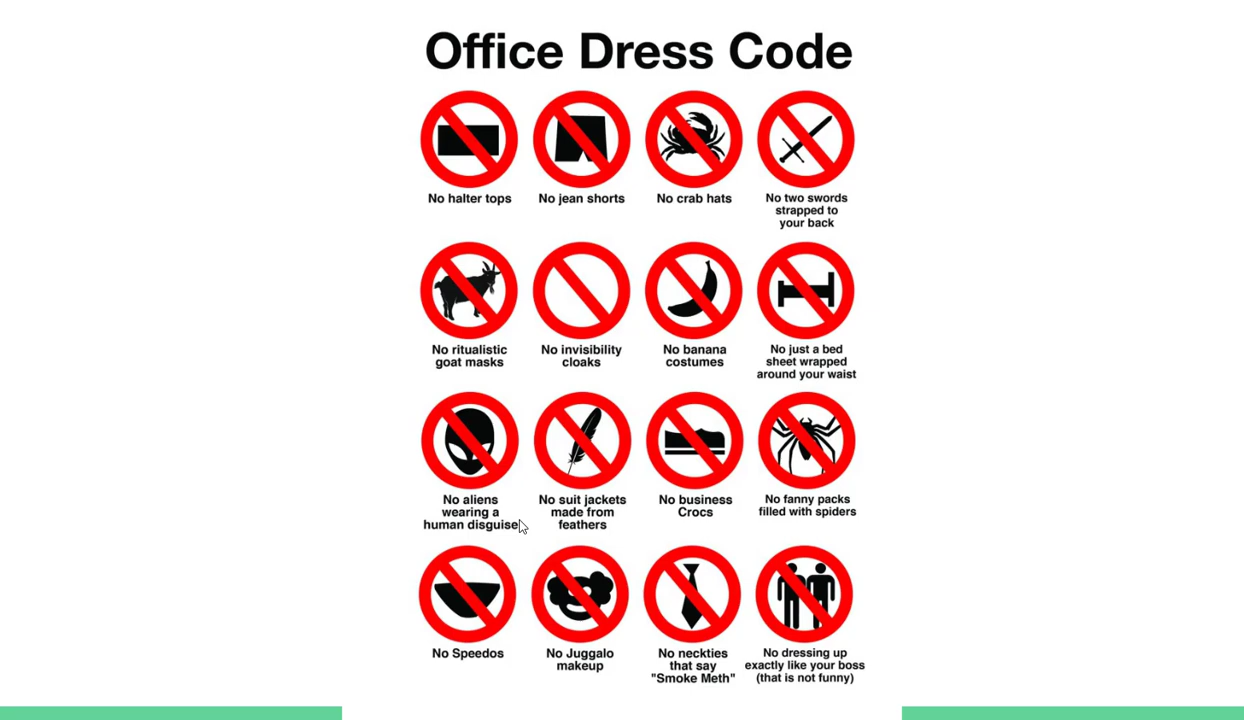 Office Dress Code
No halter tops
No jean shorts
No crab hats
No two swords
strapped to
your back
No ritualistic
goat masks
No invisibility
cloaks
No banana
costumes
No just a bed
sheet wrapped
around your waist
No aliens
wearing a
human disguise
No suit jackets
made from
feathers
No business
Crocs
No fanny packs
filled with spiders
No Speedos
No Juggalo
makeup
No neckties
that say
"Smoke Meth"
No dressing up
exactly like your boss
(that is not funny)